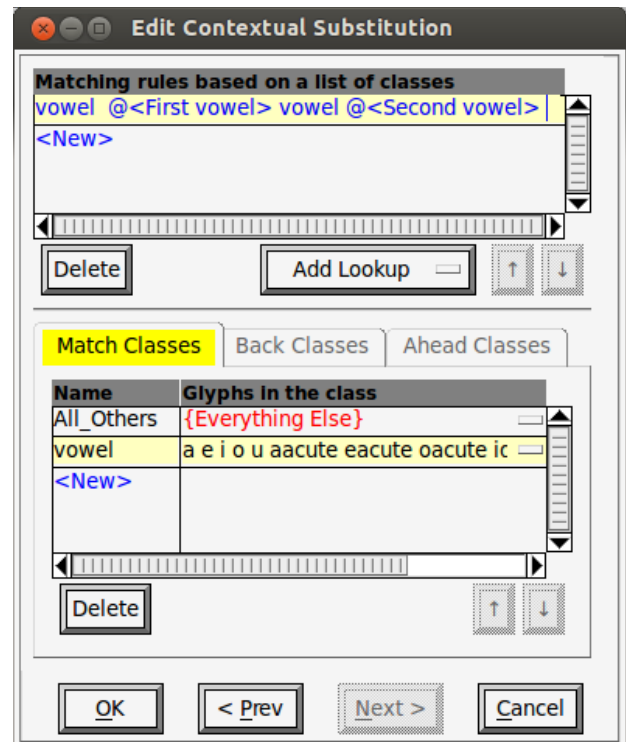 Edit Contextual Substitution
Matching rules based on a list of classes
vowel @<First vowel> vowel @<Second vowel>
<New>
Delete
Add Lookup
↑
↓
Match Classes
Back Classes
Ahead Classes
Name Glyphs in the class
All_Others {Everything Else}
vowel a e i o u aacute eacute oacute ic
<New>
Delete
↑
↓
OK
< Prev
Next >
Cancel